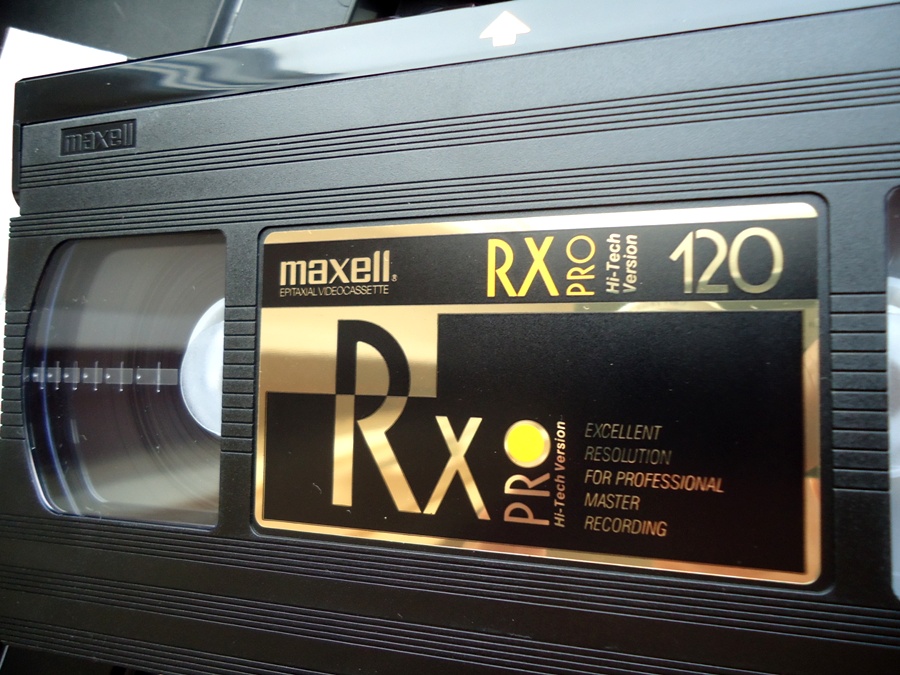 maxell
maxell®
EPITAXIAL VIDEOCASSETTE
RX PRO Hi-Tech Version 120
Rx PRO Hi-Tech Version
EXCELLENT
RESOLUTION
FOR PROFESSIONAL
MASTER
RECORDING